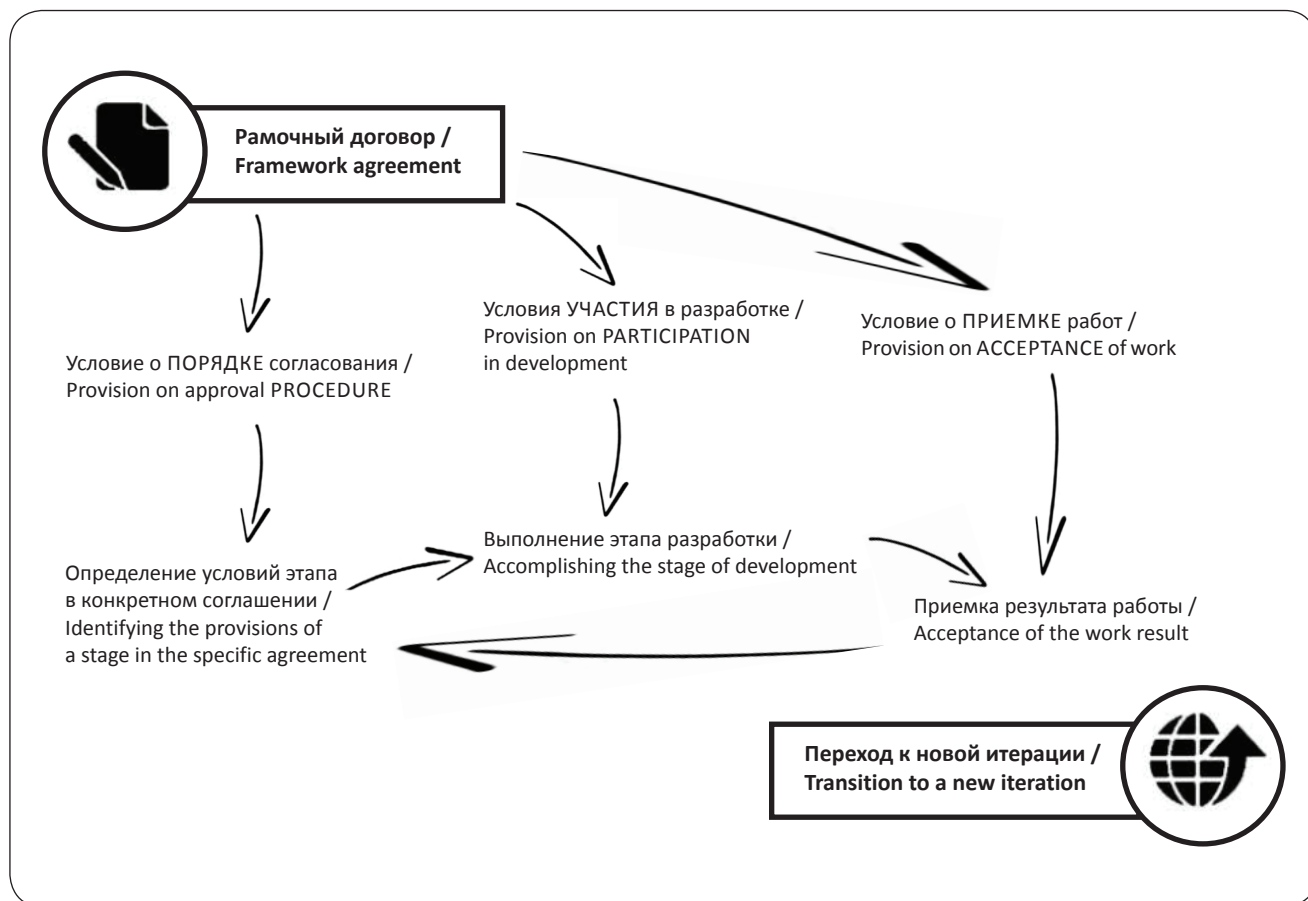 Рамочный договор /
Framework agreement
Условие о ПОРЯДКЕ согласования /
Provision on approval PROCEDURE
Условия УЧАСТИЯ в разработке /
Provision on PARTICIPATION
in development
Условие о ПРИЕМКЕ работ /
Provision on ACCEPTANCE of work
Определение условий этапа
в конкретном соглашении /
Identifying the provisions of
a stage in the specific agreement
Выполнение этапа разработки /
Accomplishing the stage of development
Приемка результата работы /
Acceptance of the work result
Переход к новой итерации /
Transition to a new iteration